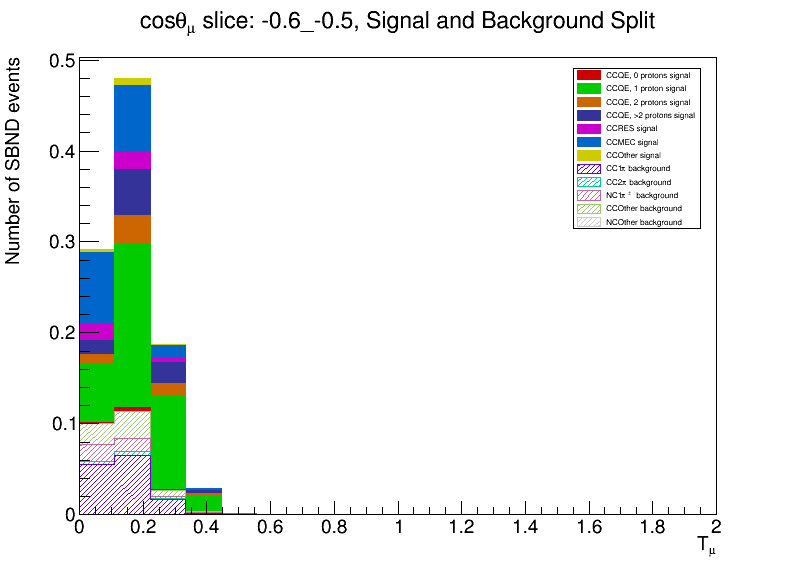 cosθμ slice: -0.6_-0.5, Signal and Background Split
Number of SBND events
0.5
0.4
0.3
0.2
0.1
0
CCQE, 0 protons signal
CCQE, 1 proton signal
CCQE, 2 protons signal
CCQE, >2 protons signal
CCRES signal
CCMEC signal
CCOther signal
CC1π background
CC2π background
NC1π ± background
CCOther background
NCOther background
0 0.2 0.4 0.6 0.8 1 1.2 1.4 1.6 1.8 2
Tμ